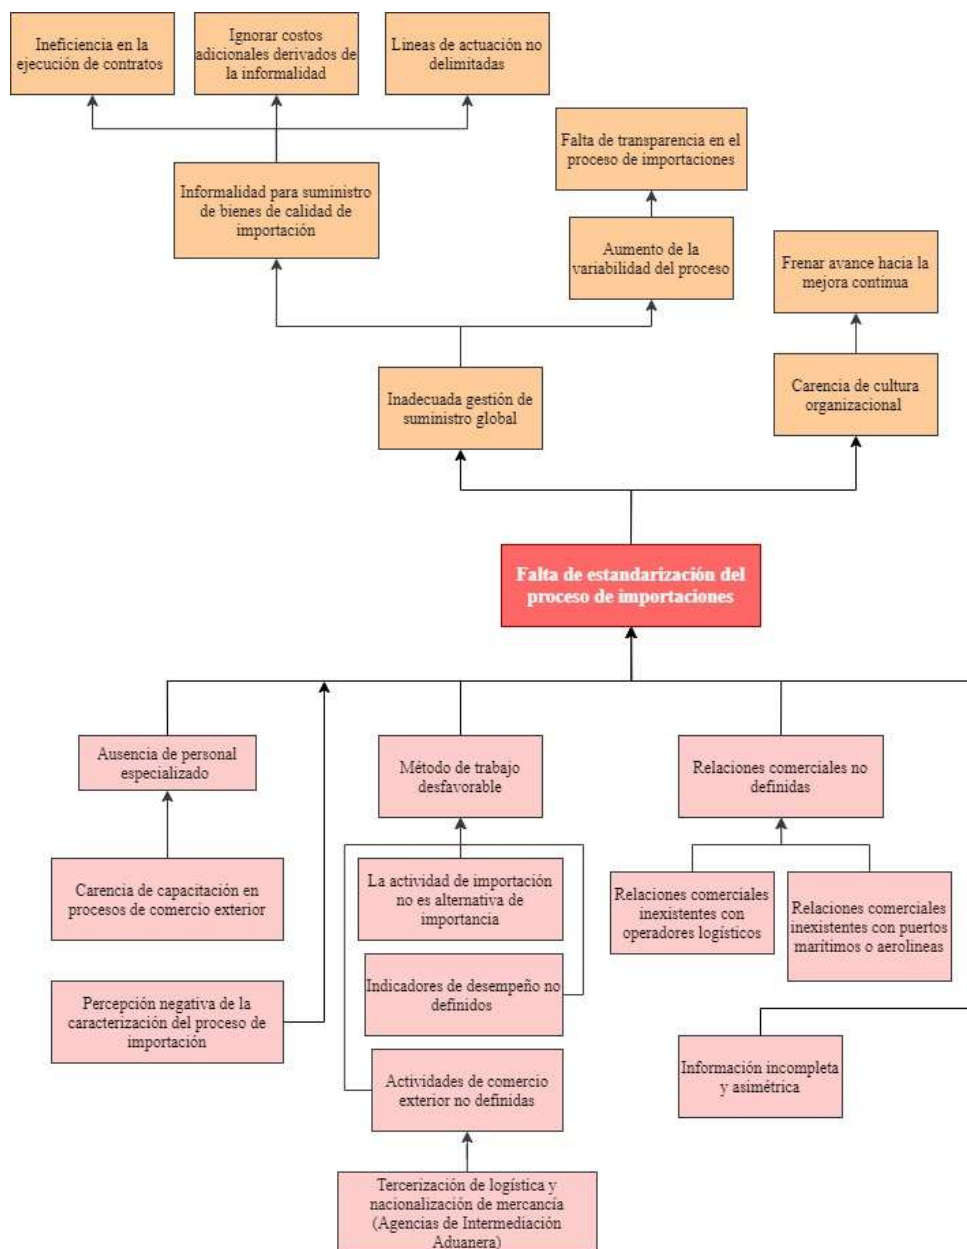 Ineficiencia en la
ejecución de contratos
Ignorar costos
adicionales derivados de
la informalidad
Lineas de actuación no
delimitadas
Falta de transparencia en el
proceso de importaciones
Informalidad para suministro
de bienes de calidad de
importación
Aumento de la
variabilidad del proceso
Frenar avance hacia la
mejora continua
Inadecuada gestión de
suministro global
Carencia de cultura
organizacional
Falta de estandarización del
proceso de importaciones
Ausencia de personal
especializado
Método de trabajo
desfavorable
Relaciones comerciales no
definidas
Carencia de capacitación en
procesos de comercio exterior
La actividad de importación
no es alternativa de
importancia
Relaciones comerciales
inexistentes con
operadores logísticos
Relaciones comerciales
inexistentes con puertos
marítimos o aerolineas
Percepción negativa de la
caracterización del proceso de
importación
Indicadores de desempeño no
definidos
Actividades de comercio
exterior no definidas
Información incompleta
y asimétrica
Tercerización de logística y
nacionalización de mercancía
(Agencias de Intermediación
Aduanera)